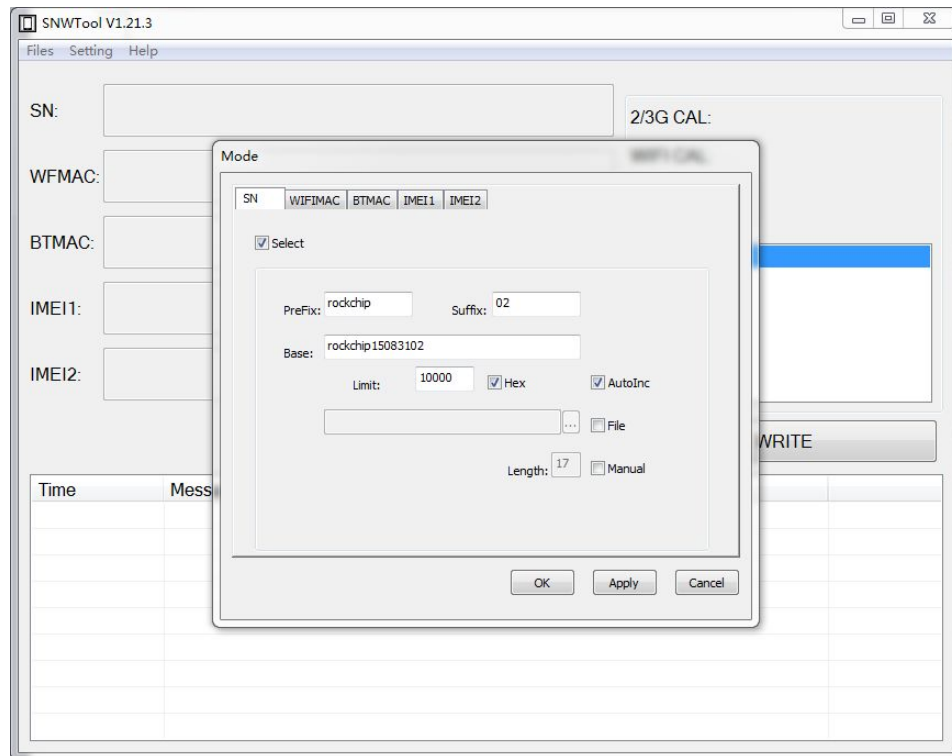 SNWTool V1.21.3
Files Setting Help
SN:
2/3G CAL:
WIFI CAL
WFMAC:
BTMAC:
IMEI1:
IMEI2:
WRITE
Time Mess
Mode
SN WIFIMAC BTMAC IMEI1 IMEI2
Select
PreFix: rockchip Suffix: 02
Base: rockchip15083102
Limit: 10000 Hex AutoInc
... File
Length: 17 Manual
OK Apply Cancel